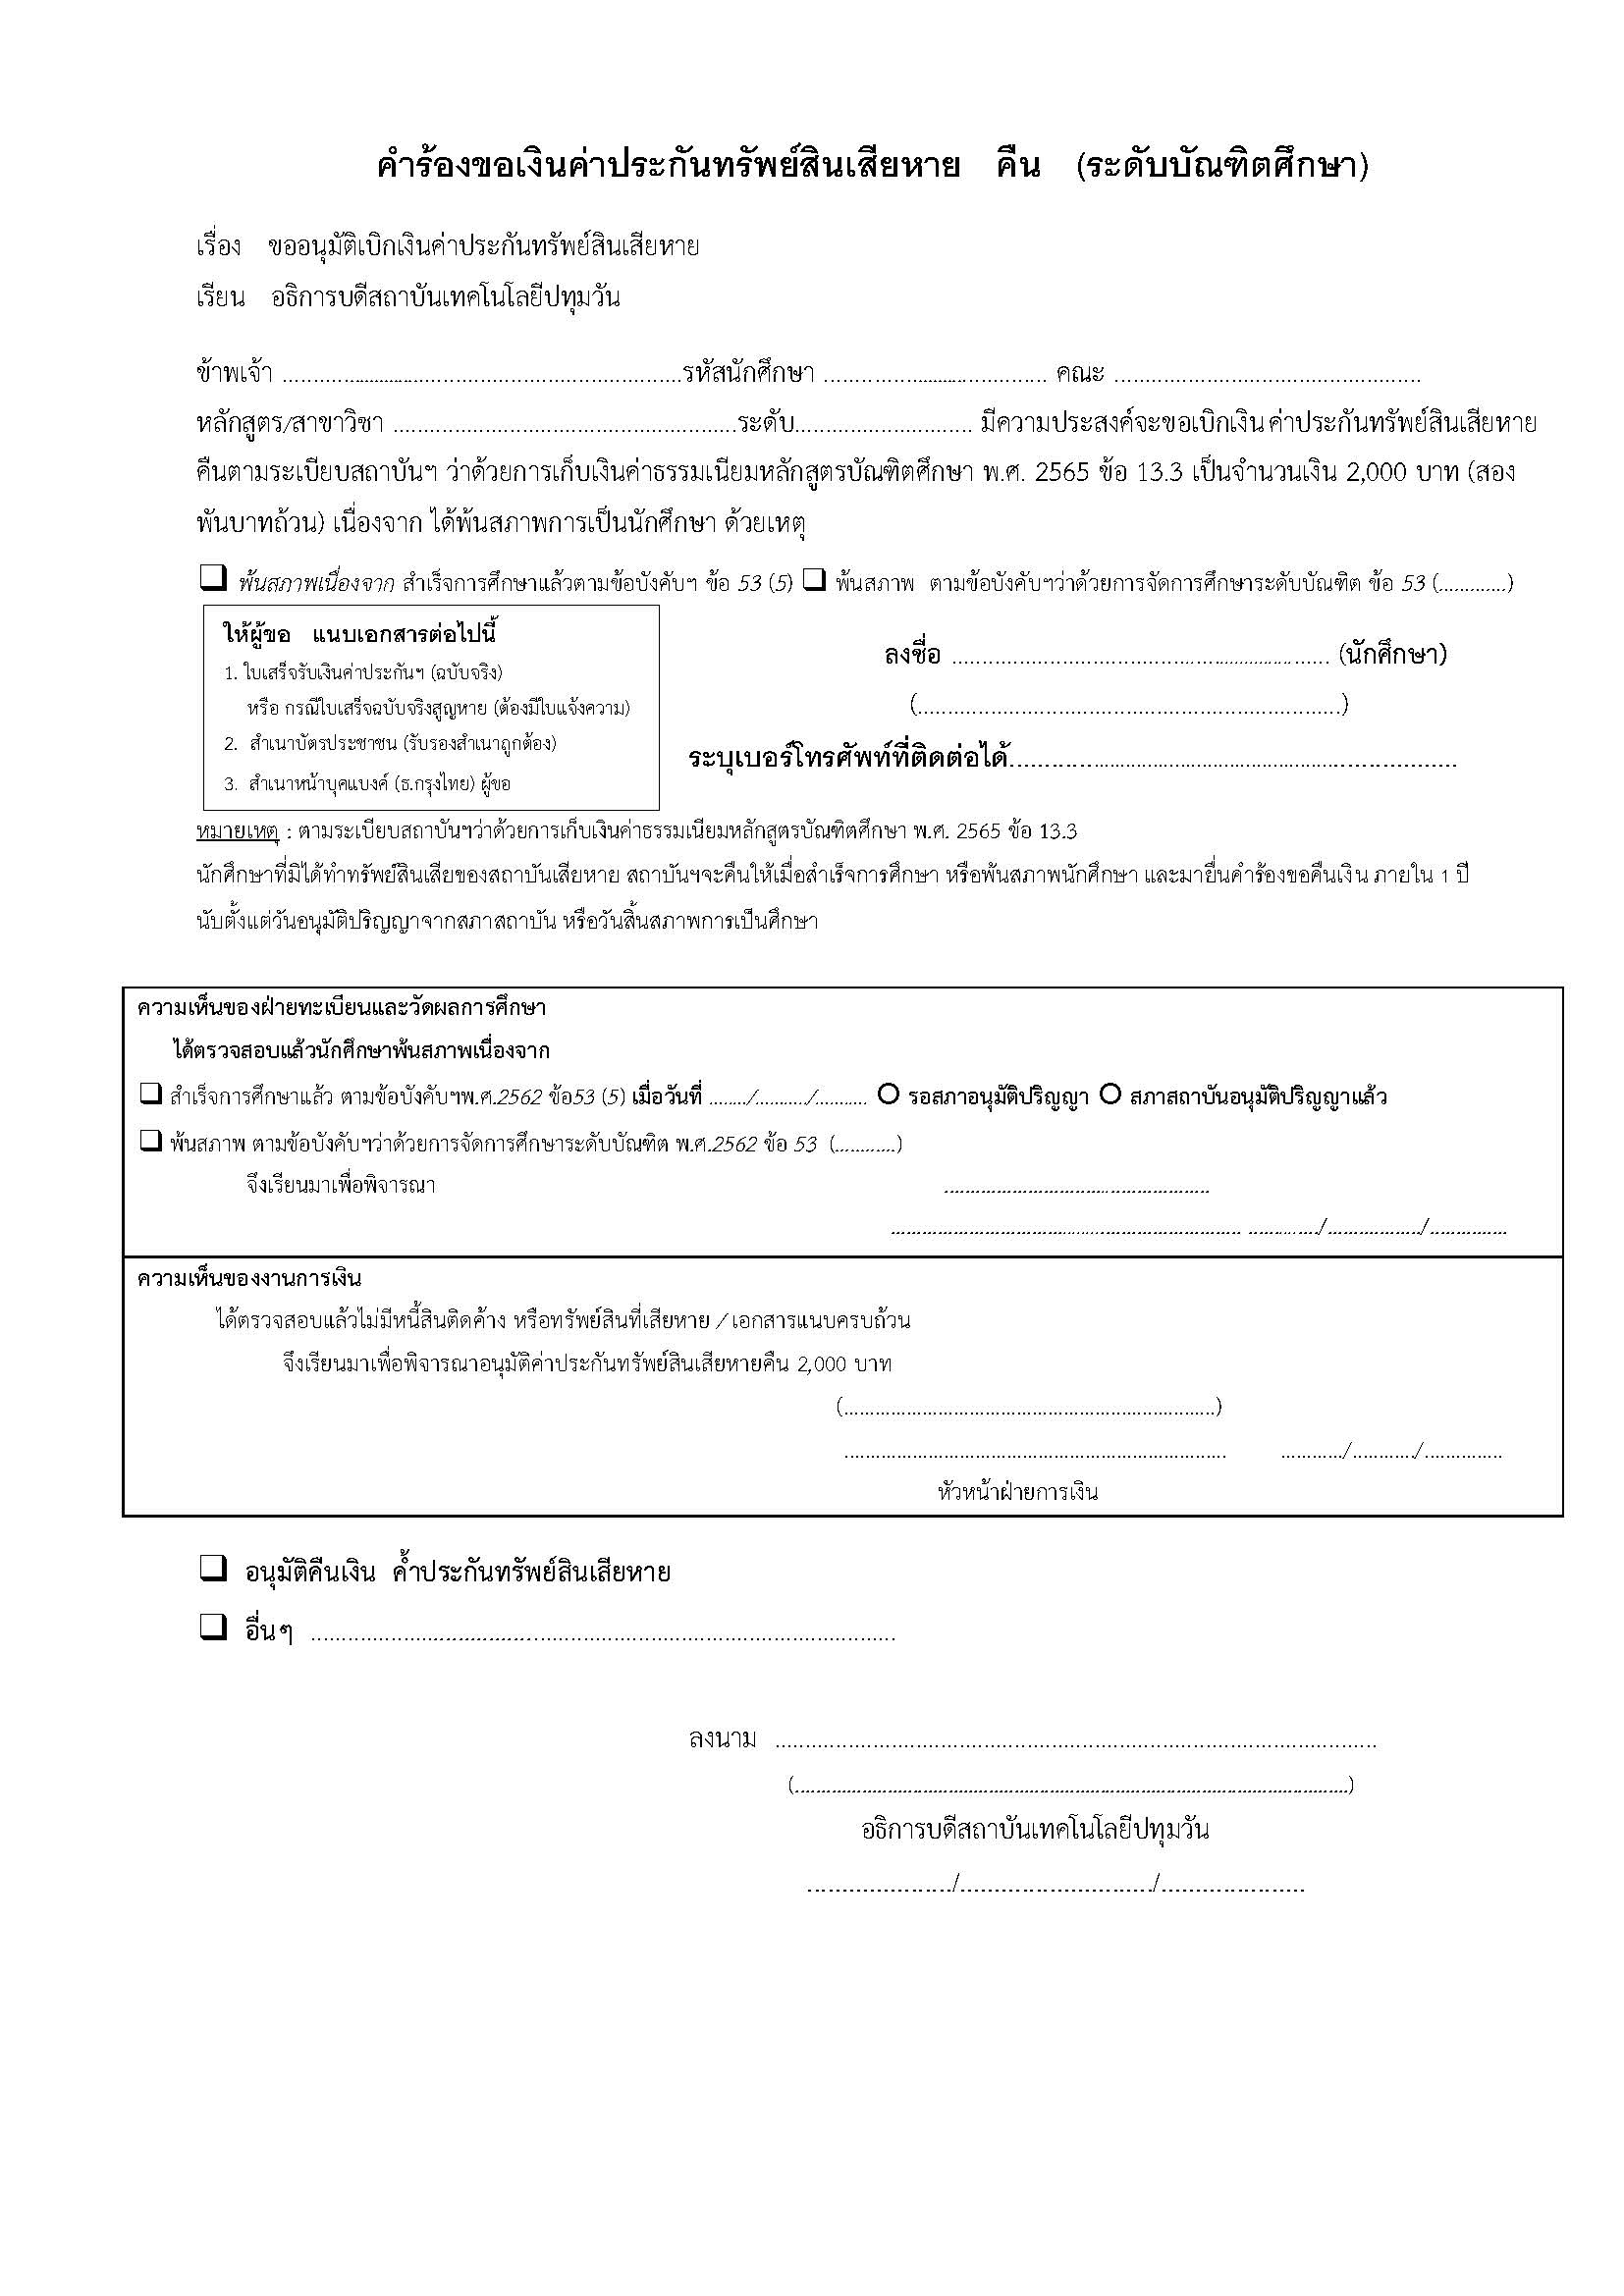 คำร้องขอเงินค่าประกันทรัพย์สินเสียหาย คืน (ระดับบัณฑิตศึกษา)
เรื่อง ขออนุมัติเบิกเงินค่าประกันทรัพย์สินเสียหาย
เรียน อธิการบดีสถาบันเทคโนโลยีปทุมวัน
ข้าพเจ้า ................................................................รหัสนักศึกษา .................................... คณะ ..................................................
หลักสูตร/สาขาวิชา ........................................................ระดับ............................. มีความประสงค์จะขอเบิกเงินค่าประกันทรัพย์สินเสียหาย
คืนตามระเบียบสถาบันฯ ว่าด้วยการเก็บเงินค่าธรรมเนียมหลักสูตรบัณฑิตศึกษา พ.ศ. 2565 ข้อ 13.3 เป็นจำนวนเงิน 2,000 บาท (สอง
พันบาทถ้วน) เนื่องจาก ได้พ้นสภาพการเป็นนักศึกษา ด้วยเหตุ
❑ พ้นสภาพเนื่องจาก สำเร็จการศึกษาแล้วตามข้อบังคับฯ ข้อ 53 (5) ❑ พ้นสภาพ ตามข้อบังคับฯว่าด้วยการจัดการศึกษาระดับบัณฑิต ข้อ 53 (.............)
ให้ผู้ขอ แนบเอกสารต่อไปนี้
1. ใบเสร็จรับเงินค่าประกันฯ (ฉบับจริง)
หรือ กรณีใบเสร็จฉบับจริงสูญหาย (ต้องมีใบแจ้งความ)
2. สำเนาบัตรประชาชน (รับรองสำเนาถูกต้อง)
3. สำเนาหน้าบุคแบงค์ (ธ.กรุงไทย) ผู้ขอ
ลงชื่อ .............................................................. (นักศึกษา)
(......................................................................)
ระบุเบอร์โทรศัพท์ที่ติดต่อได้..........................................................................
หมายเหตุ : ตามระเบียบสถาบันฯว่าด้วยการเก็บเงินค่าธรรมเนียมหลักสูตรบัณฑิตศึกษา พ.ศ. 2565 ข้อ 13.3
นักศึกษาที่มิได้ทำทรัพย์สินเสียของสถาบันเสียหาย สถาบันฯจะคืนให้เมื่อสำเร็จการศึกษา หรือพ้นสภาพนักศึกษา และมายื่นคำร้องขอคืนเงิน ภายใน 1 ปี
นับตั้งแต่วันอนุมัติปริญญาจากสภาสถาบัน หรือวันสิ้นสภาพการเป็นศึกษา
ความเห็นของฝ่ายทะเบียนและวัดผลการศึกษา
ได้ตรวจสอบแล้วนักศึกษาพ้นสภาพเนื่องจาก
❑ สำเร็จการศึกษาแล้ว ตามข้อบังคับฯพ.ศ.2562 ข้อ53 (5) เมื่อวันที่ ......./........../.......... ○ รอสภาอนุมัติปริญญา ○ สภาสถาบันอนุมัติปริญญาแล้ว
❑ พ้นสภาพ ตามข้อบังคับฯว่าด้วยการจัดการศึกษาระดับบัณฑิต พ.ศ.2562 ข้อ 53 (............)
จึงเรียนมาเพื่อพิจารณา ....................................................
.................................................................... ............../................../...............
ความเห็นของงานการเงิน
ได้ตรวจสอบแล้วไม่มีหนี้สินติดค้าง หรือทรัพย์สินที่เสียหาย / เอกสารแนบครบถ้วน
จึงเรียนมาเพื่อพิจารณาอนุมัติค่าประกันทรัพย์สินเสียหายคืน 2,000 บาท
(........................................................................)
.......................................................................... ............/............/...............
หัวหน้าฝ่ายการเงิน
❑ อนุมัติคืนเงิน ค้ำประกันทรัพย์สินเสียหาย
❑ อื่นๆ ................................................................................................
ลงนาม ..................................................................................................
(............................................................................................................)
อธิการบดีสถาบันเทคโนโลยีปทุมวัน
...................../............................/.....................